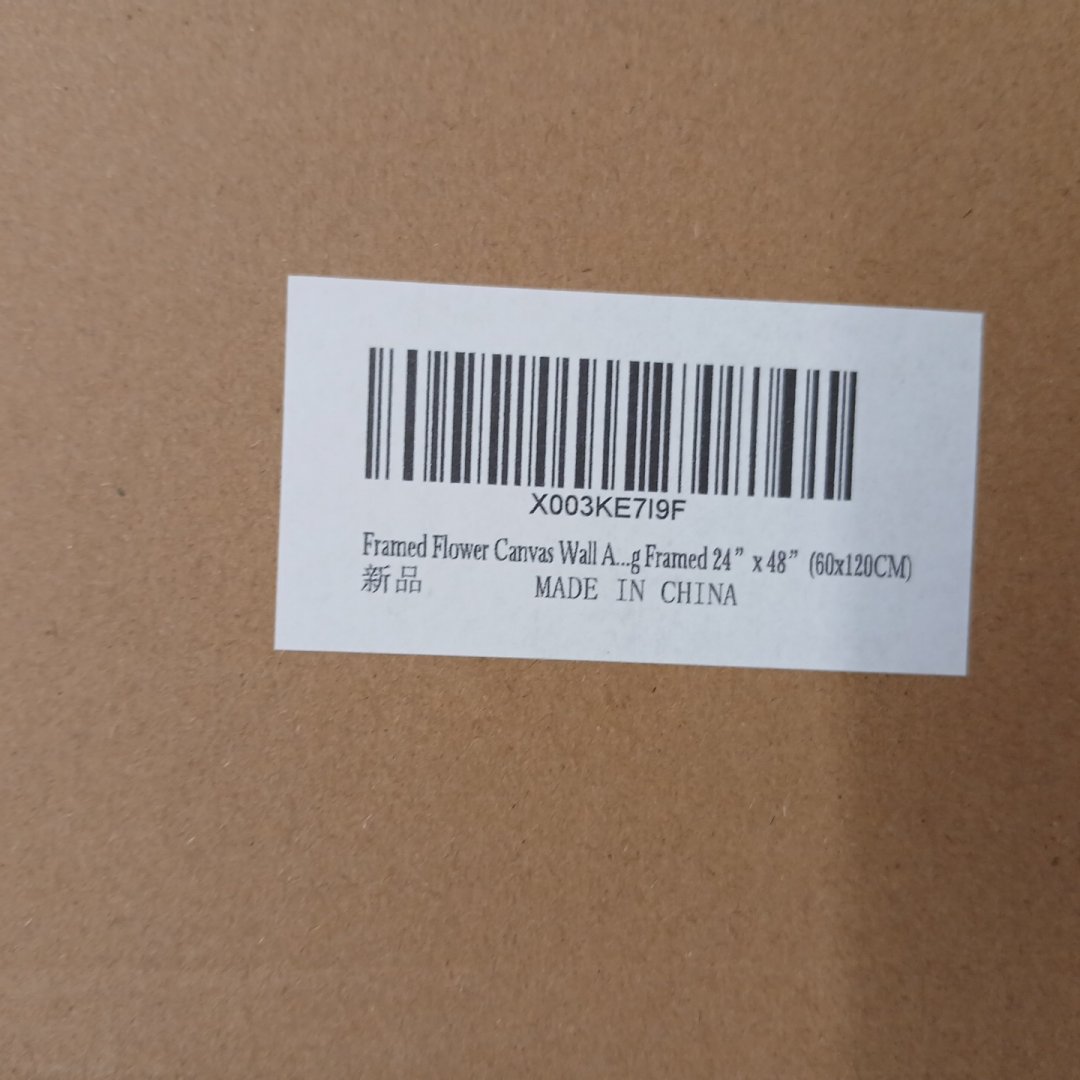 X003KE7I9F
Framed Flower Canvas Wall A...g Framed 24” x 48” (60x120CM)
新品 MADE IN CHINA